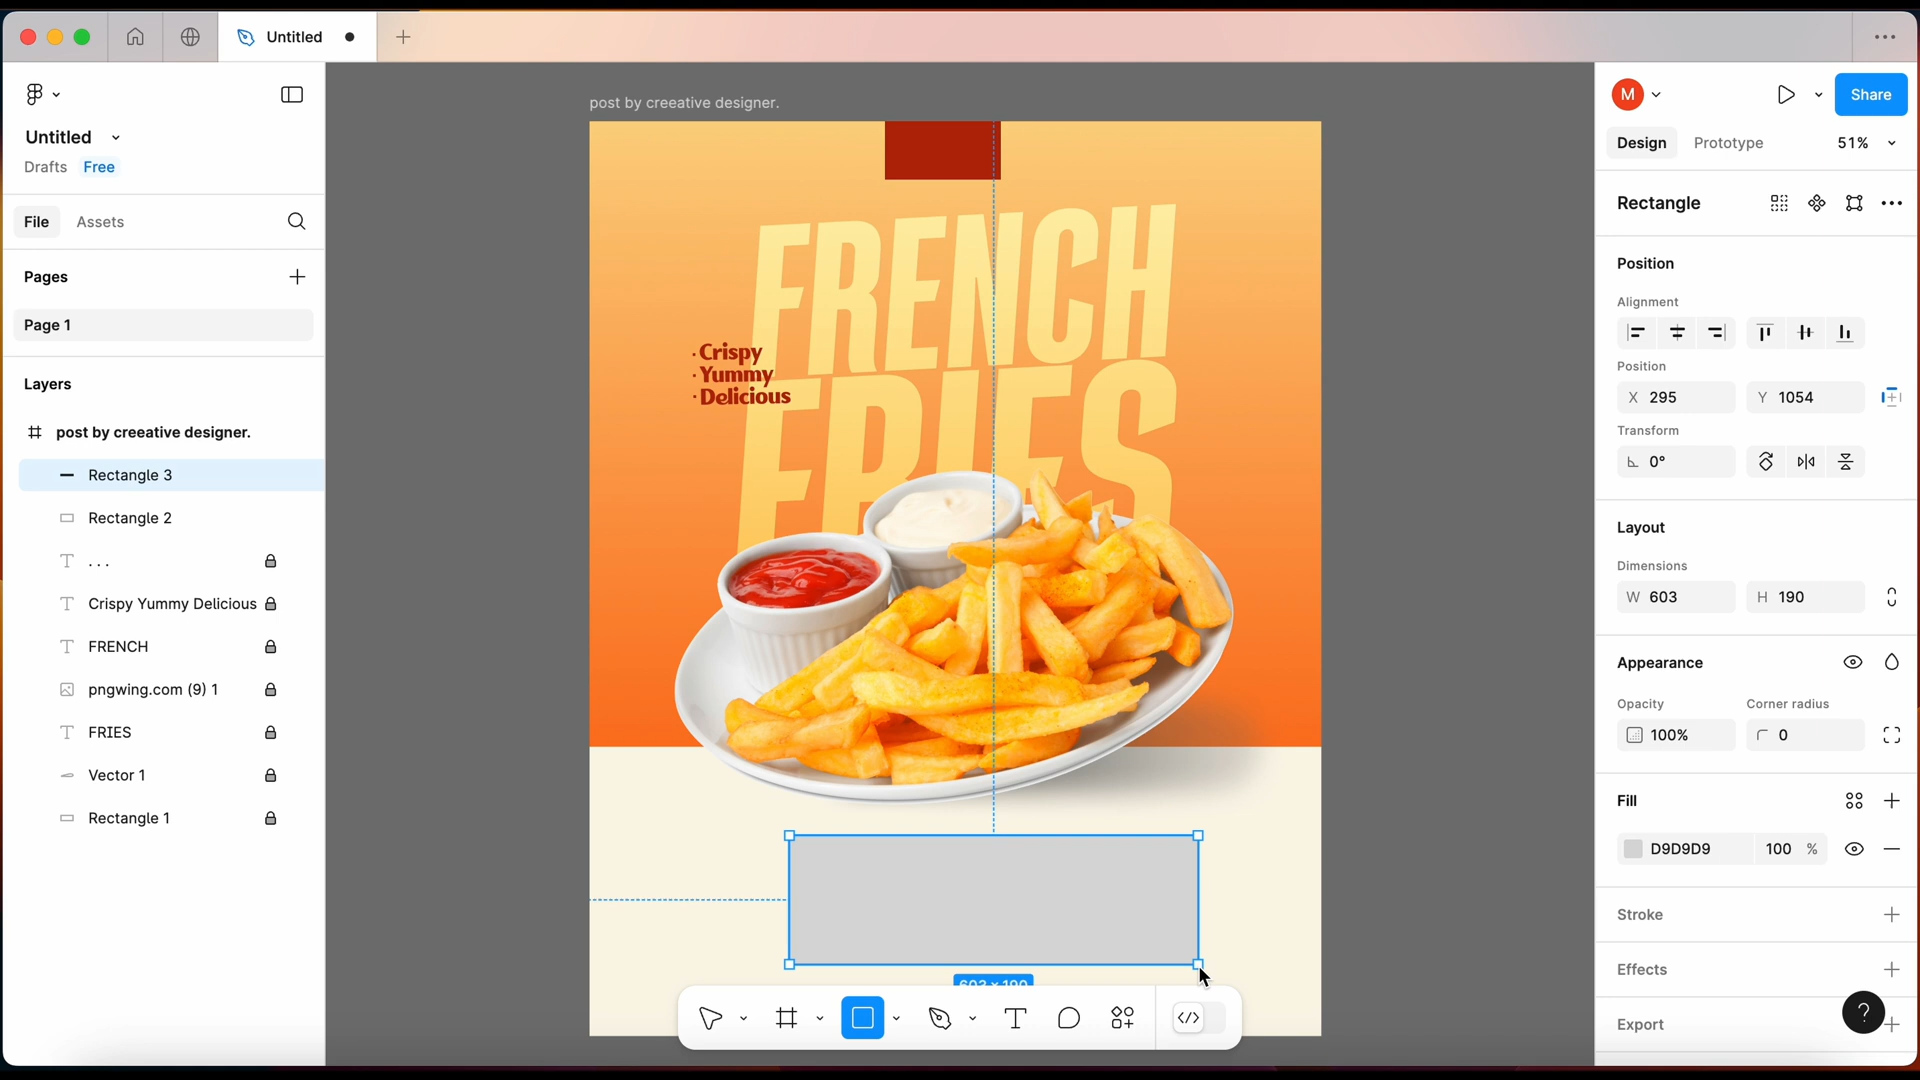 Untitled
Untitled
Drafts Free
File Assets
Pages
Page 1
Layers
post by creeative designer.
Rectangle 3
Rectangle 2
. . .
Crispy Yummy Delicious
FRENCH
pngwing.com (9) 1
FRIES
Vector 1
Rectangle 1
post by creeative designer.
FRENCH
FRIES
· Crispy
· Yummy
· Delicious
603 × 190
M
Share
Design Prototype 51%
Rectangle
Position
Alignment
Position
X 295 Y 1054
Transform
0°
Layout
Dimensions
W 603 H 190
Appearance
Opacity Corner radius
100% 0
Fill
D9D9D9 100 %
Stroke
Effects
Export
?